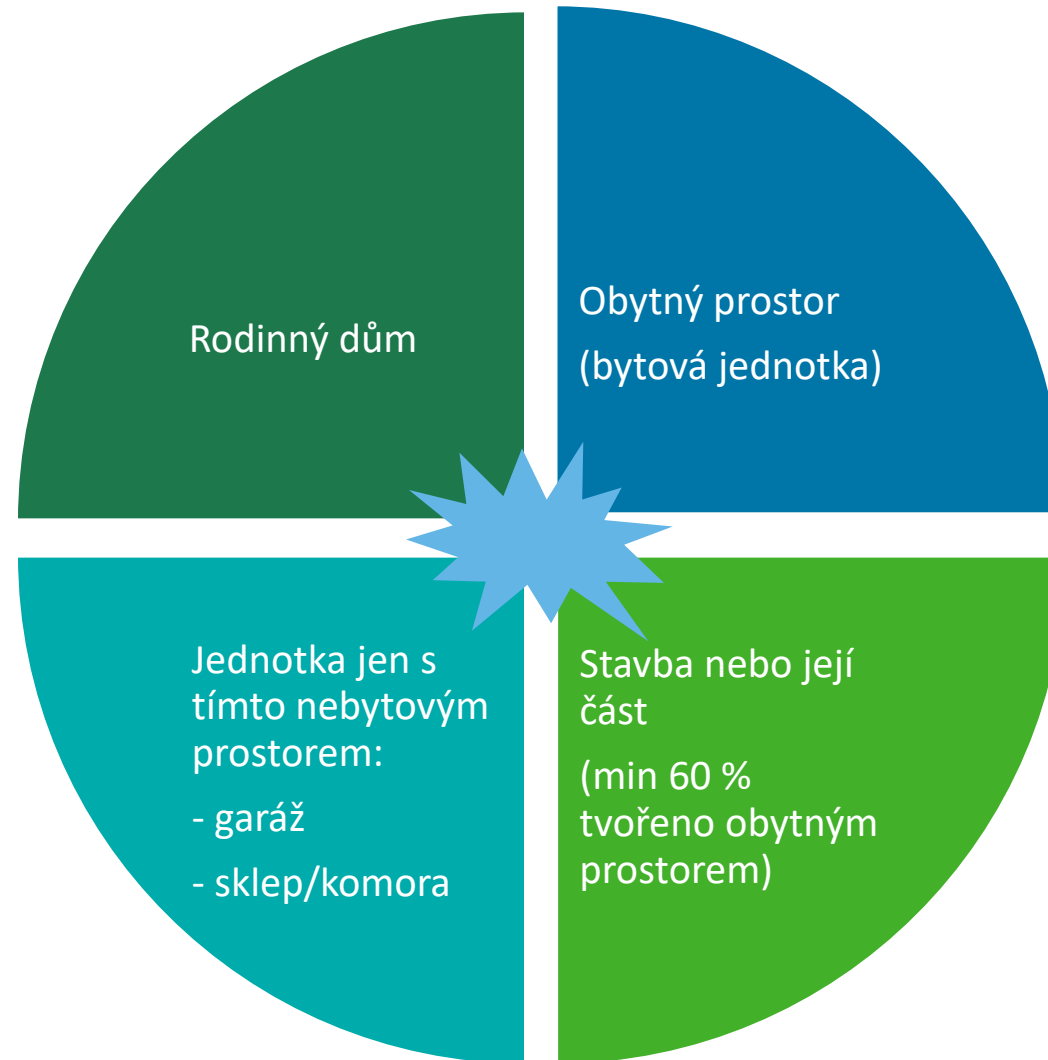 Rodinný dům
Obytný prostor
(bytová jednotka)
Jednotka jen s
tímto nebytovým
prostorem:
- garáž
- sklep/komora
Stavba nebo její
část
(min 60 %
tvořeno obytným
prostorem)